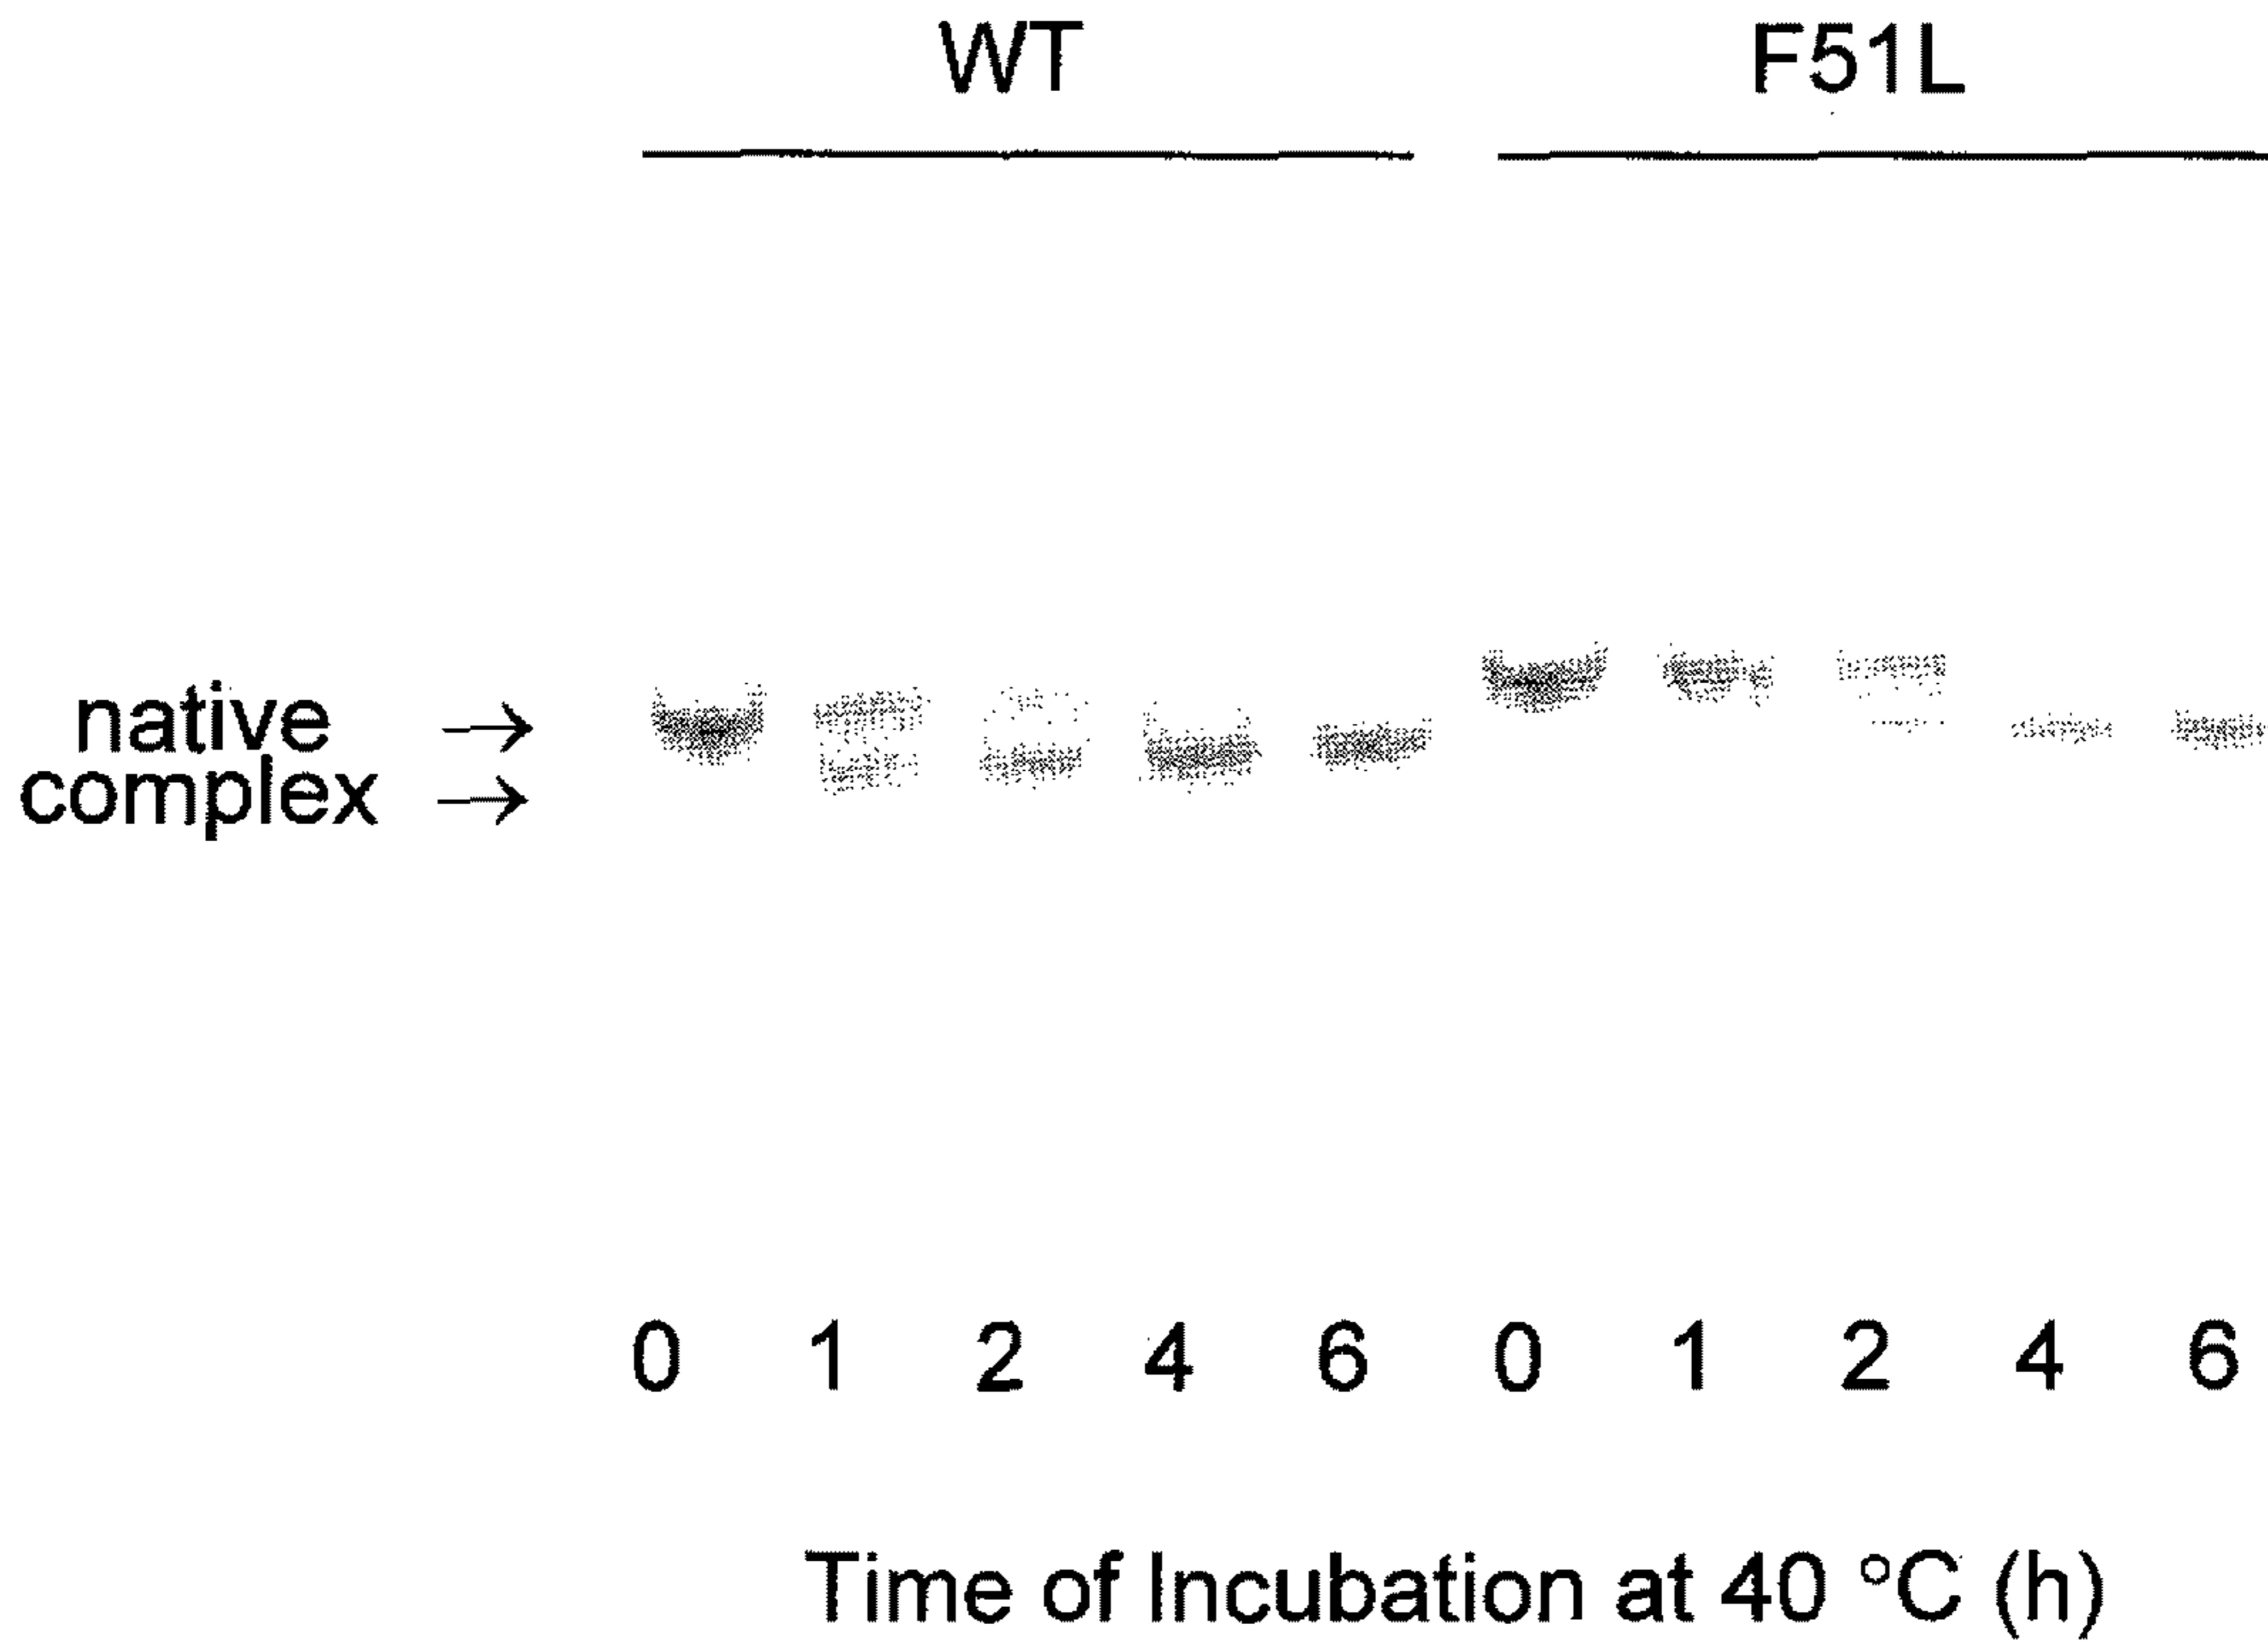 WT F51L
native →
complex →
0 1 2 4 6 0 1 2 4 6
Time of Incubation at 40 °C (h)